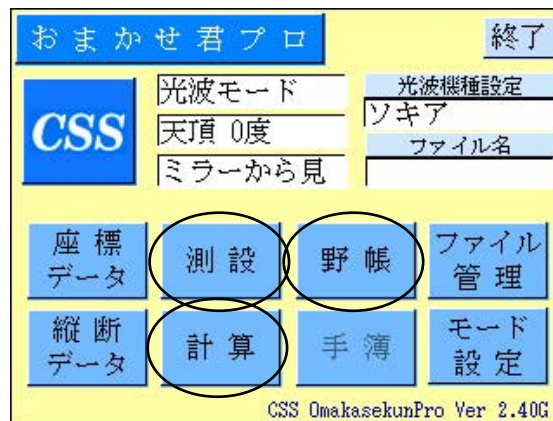 おまかせ君プロ
終了
CSS
光波モード
天頂 0度
ミラーから見
光波機種設定
ソキア
ファイル名
座標
データ
測設
野帳
ファイル
管理
縦断
データ
計算
手簿
モード
設定
CSS OmakasekunPro Ver 2.40G